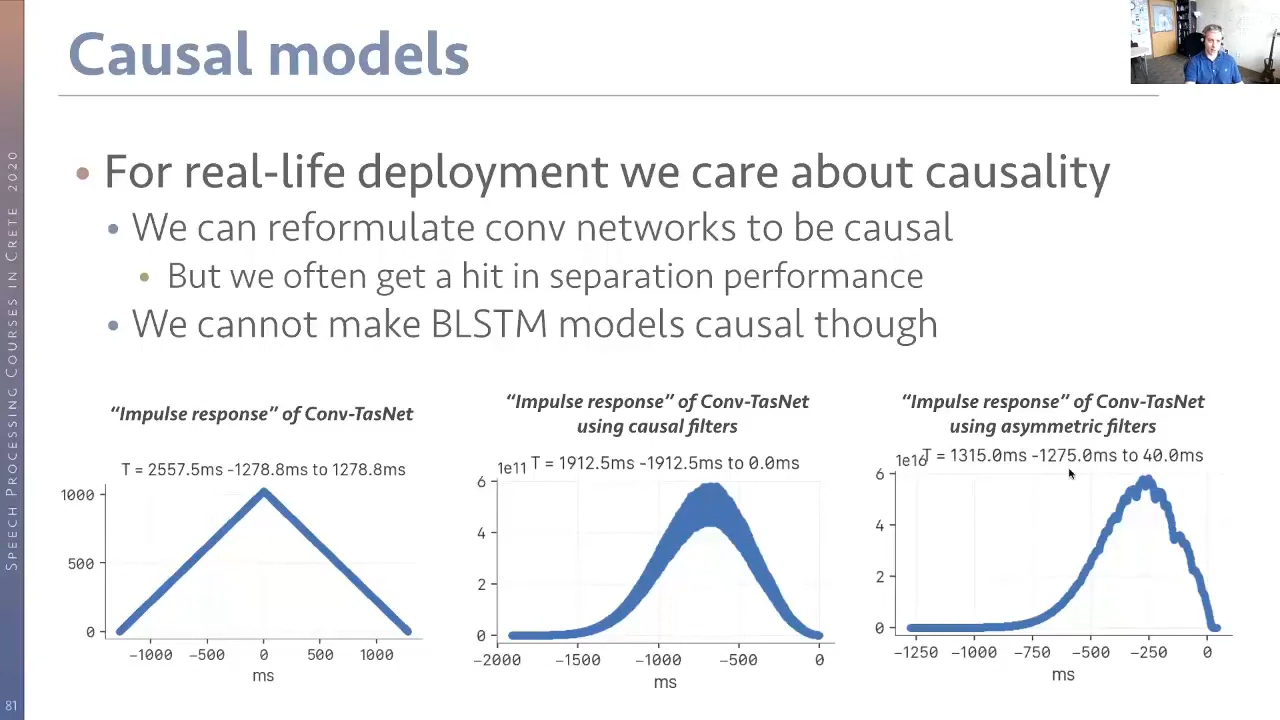 Causal models
• For real-life deployment we care about causality
• We can reformulate conv networks to be causal
• But we often get a hit in separation performance
• We cannot make BLSTM models causal though
“Impulse response” of Conv-TasNet
T = 2557.5ms -1278.8ms to 1278.8ms
1000
500
0
−1000 −500 0 500 1000
ms
“Impulse response” of Conv-TasNet
using causal filters
1e11 T = 1912.5ms -1912.5ms to 0.0ms
6
4
2
0
−2000 −1500 −1000 −500 0
ms
“Impulse response” of Conv-TasNet
using asymmetric filters
1e10 T = 1315.0ms -1275.0ms to 40.0ms
6
4
2
0
−1250 −1000 −750 −500 −250 0
ms
Speech Processing Courses in Crete 2020
81